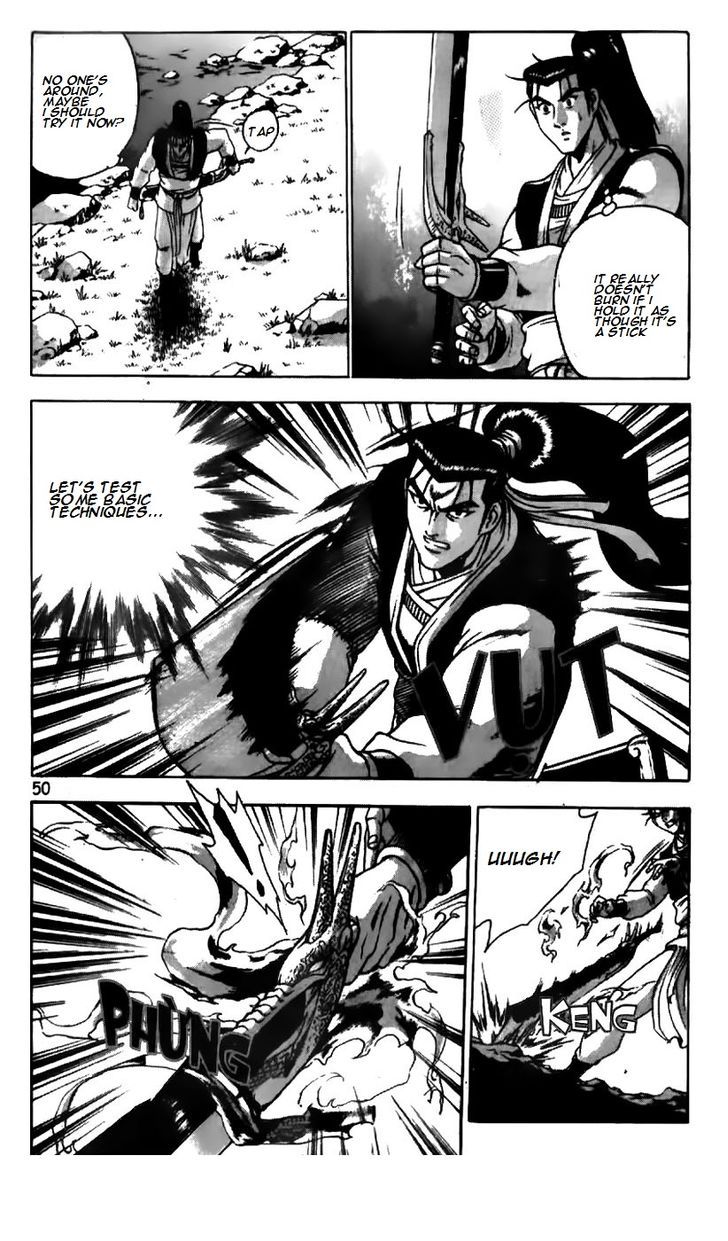 NO ONE'S
AROUND,
MAYBE
I SHOULD
TRY IT NOW?
TAP
IT REALLY
DOESN'T
BURN IF I
HOLD IT AS
THOUGH IT'S
A STICK
LET'S TEST
SOME BASIC
TECHNIQUES...
VUT
50
!
PHÙNG
UUUGH!
KENG